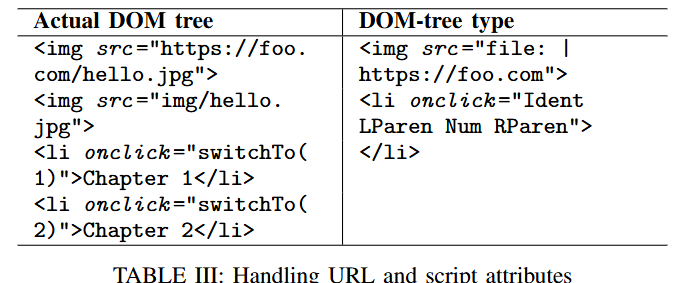 Actual DOM tree DOM-tree type
<img src="https://foo. <img src="file: |
com/hello.jpg"> https://foo.com">
<img src="img/hello. <li onclick="Ident
jpg"> LParen Num RParen">
<li onclick="switchTo( </li>
1)">Chapter 1</li>
<li onclick="switchTo(
2)">Chapter 2</li>
TABLE III: Handling URL and script attributes